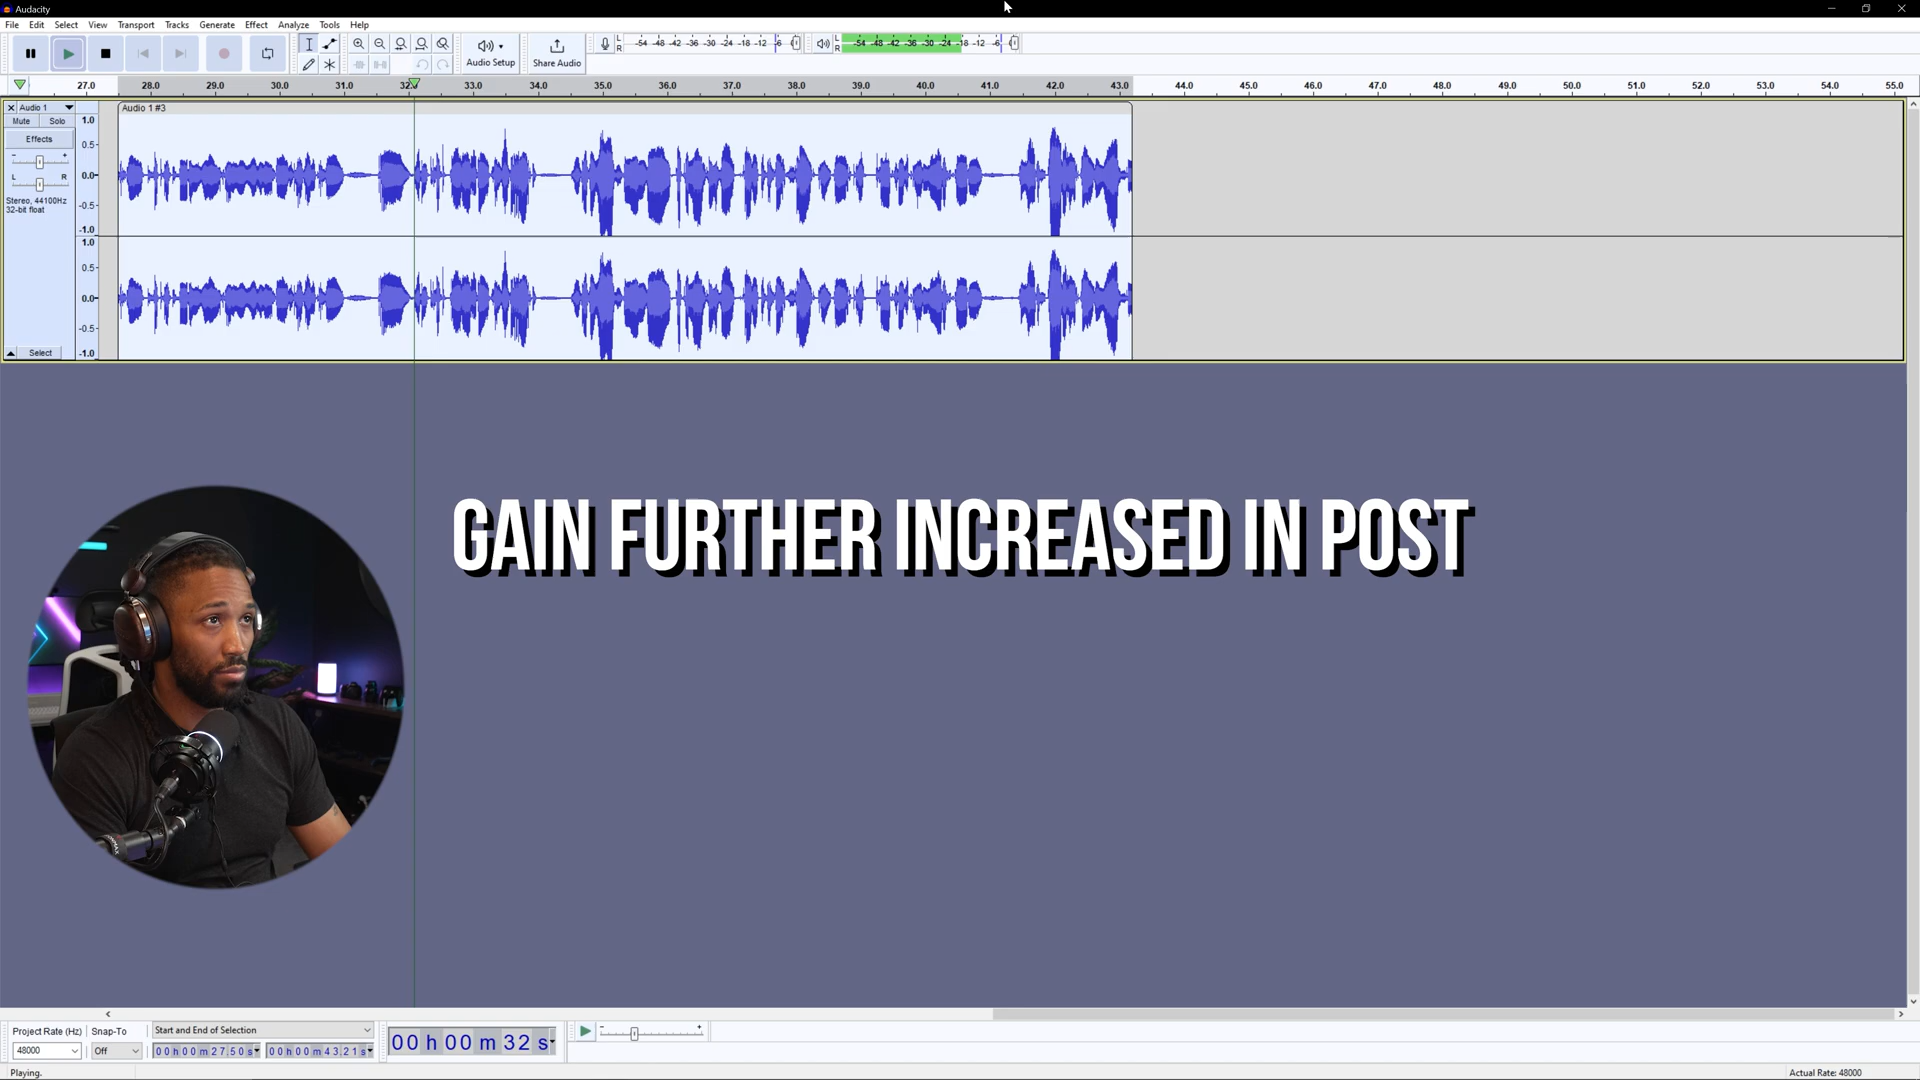 Audacity
File Edit Select View Transport Tracks Generate Effect Analyze Tools Help
Audio Setup
Share Audio
L
R
-54 -48 -42 -36 -30 -24 -18 -12 -6 0
L
R
-54 -48 -42 -36 -30 -24 -18 -12 -6 0
27.0 28.0 29.0 30.0 31.0 32.0 33.0 34.0 35.0 36.0 37.0 38.0 39.0 40.0 41.0 42.0 43.0 44.0 45.0 46.0 47.0 48.0 49.0 50.0 51.0 52.0 53.0 54.0 55.0
Audio 1
Audio 1 #3
Mute Solo
Effects
- +
L R
Stereo, 44100Hz
32-bit float
Select
1.0
0.5-
0.0-
-0.5-
-1.0
1.0
0.5-
0.0-
-0.5-
-1.0
GAIN FURTHER INCREASED IN POST
Project Rate (Hz) Snap-To
Start and End of Selection
48000
Off
00h00m27.50s
00h00m43.21s
00h00m32s
- +
Playing.
Actual Rate: 48000